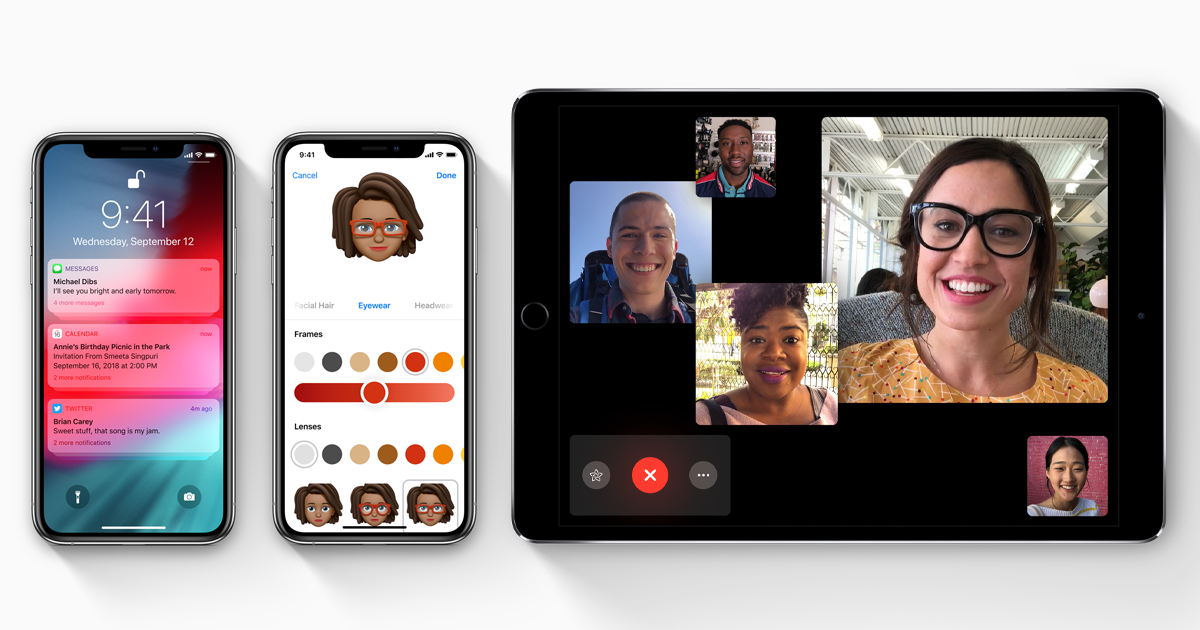 9:41
Wednesday, September 12
MESSAGES
now
Michael Dibs
I'll see you bright and early tomorrow.
4 more messages
16
CALENDAR
now
Annie's Birthday Picnic in the Park
Invitation From Smeeta Singpuri
September 16, 2018 at 2:00 PM
2 more notifications
TWITTER
4m ago
Brian Carey
Sweet stuff, that song is my jam.
2 more notifications
9:41
Cancel
Done
Facial Hair
Eyewear
Headwear
Frames
Lenses